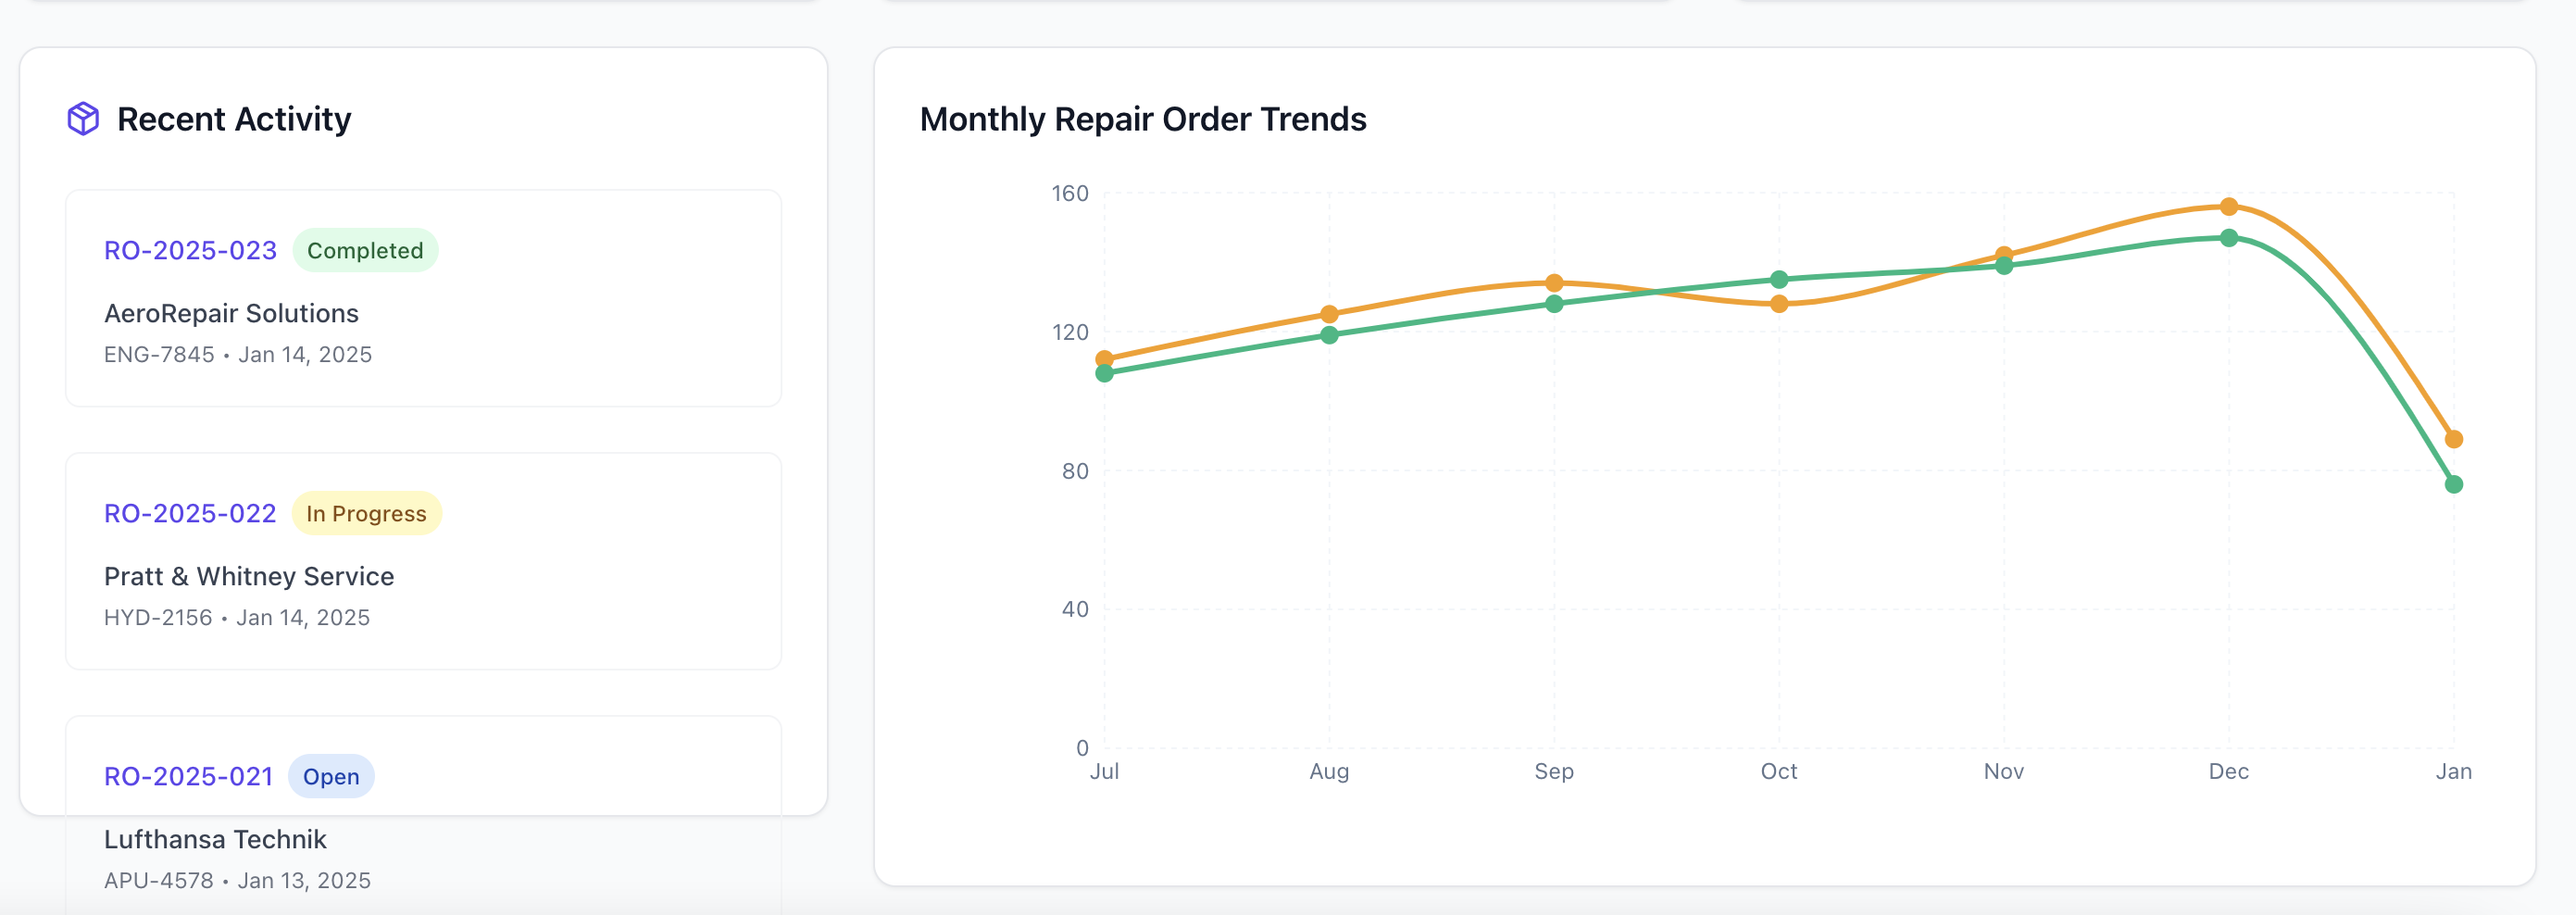 Recent Activity
RO-2025-023 Completed
AeroRepair Solutions
ENG-7845 • Jan 14, 2025
RO-2025-022 In Progress
Pratt & Whitney Service
HYD-2156 • Jan 14, 2025
RO-2025-021 Open
Lufthansa Technik
APU-4578 • Jan 13, 2025
Monthly Repair Order Trends
160
120
80
40
0
Jul Aug Sep Oct Nov Dec Jan